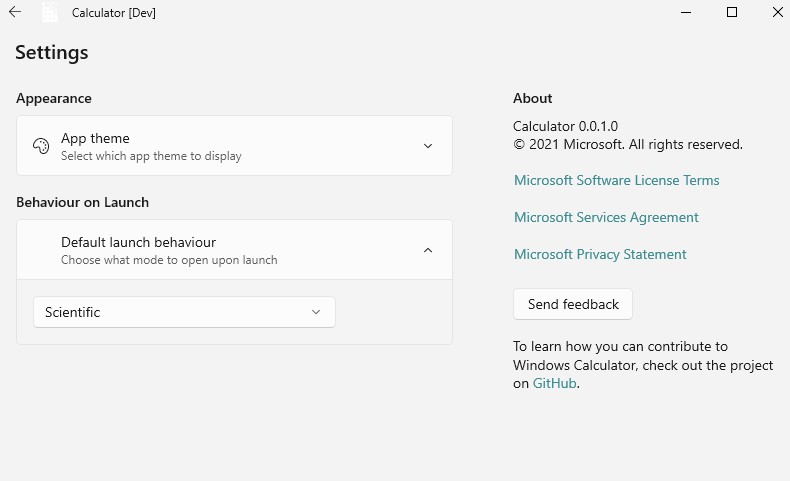 Calculator [Dev]
Settings
Appearance
App theme
Select which app theme to display
Behaviour on Launch
Default launch behaviour
Choose what mode to open upon launch
Scientific
About
Calculator 0.0.1.0
© 2021 Microsoft. All rights reserved.
Microsoft Software License Terms
Microsoft Services Agreement
Microsoft Privacy Statement
Send feedback
To learn how you can contribute to
Windows Calculator, check out the project
on GitHub.